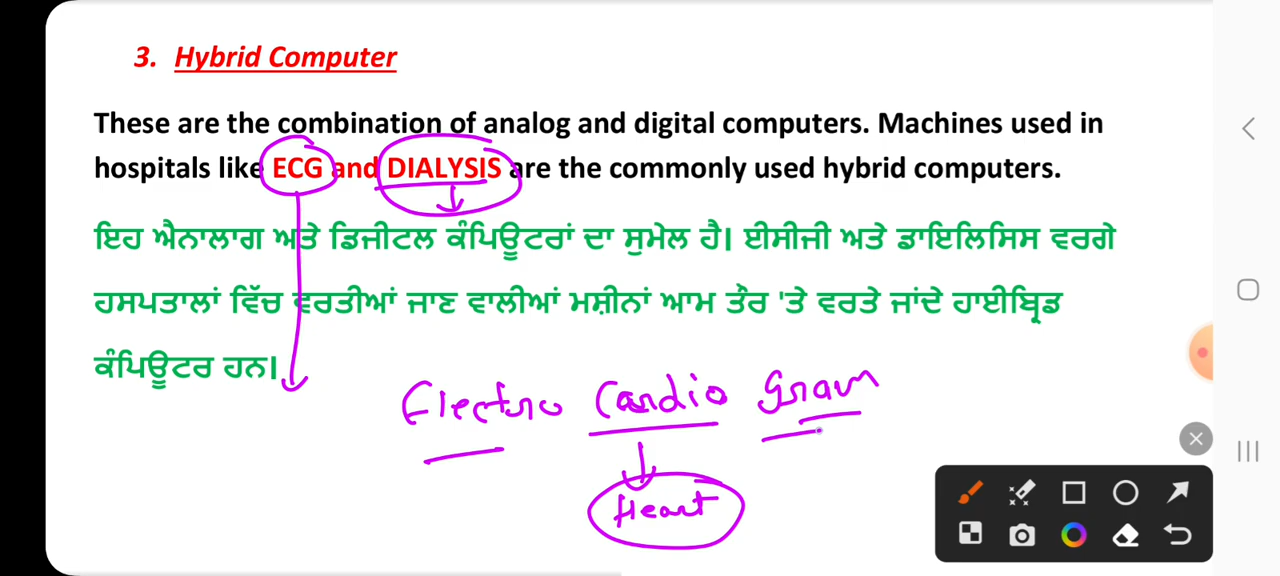 3. Hybrid Computer
These are the combination of analog and digital computers. Machines used in
hospitals like ECG and DIALYSIS are the commonly used hybrid computers.
ਇਹ ਐਨਾਲਾਗ ਅਤੇ ਡਿਜੀਟਲ ਕੰਪਿਊਟਰਾਂ ਦਾ ਸੁਮੇਲ ਹੈ। ਈਸੀਜੀ ਅਤੇ ਡਾਇਲਿਸਿਸ ਵਰਗੇ
ਹਸਪਤਾਲਾਂ ਵਿੱਚ ਵਰਤੀਆਂ ਜਾਣ ਵਾਲੀਆਂ ਮਸ਼ੀਨਾਂ ਆਮ ਤੌਰ 'ਤੇ ਵਰਤੇ ਜਾਂਦੇ ਹਾਈਬ੍ਰਿਡ
ਕੰਪਿਊਟਰ ਹਨ।
Electro Cardio gram
Heart